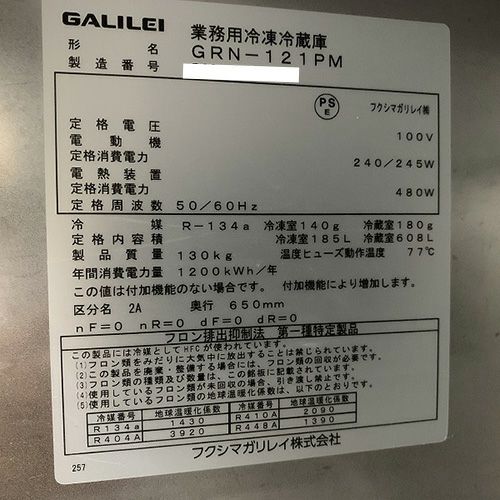 GALILEI 業務用冷凍冷蔵庫
形名 GRN-121PM
製造番号
PS E フクシマガリレイ㈱
定格電圧 100V
電動機
定格消費電力 240/245W
電熱装置
定格消費電力 480W
定格周波数 50/60Hz
冷媒 R-134a 冷凍室140g 冷蔵室180g
定格内容積 冷凍室185L 冷蔵室608L
製品質量 130kg 温度ヒューズ動作温度 77℃
年間消費電力量 1200kWh/年
この値は付加機能のない場合です。 付加機能により増加します。
区分名 2A 奥行 650mm
nF=0 nR=0 dF=0 dR=0
フロン排出抑制法 第一種特定製品
この製品には冷媒としてHFCが使われています。
(1)フロン類をみだりに大気中に放出することは禁じられています。
(2)この製品を廃棄・整備する場合には、フロン類の回収が必要です。
(3)フロン類の種類及び数量は、この銘板に記載されています。
(4)冷媒フロン類が未回収の場合、引き渡し禁止です。
(5)使用しているフロン類の地球温暖化係数は、以下のとおりです。
冷媒番号 地球温暖化係数 冷媒番号 地球温暖化係数
R134a 1430 R410A 2090
R404A 3920 R448A 1390
フクシマガリレイ株式会社
257